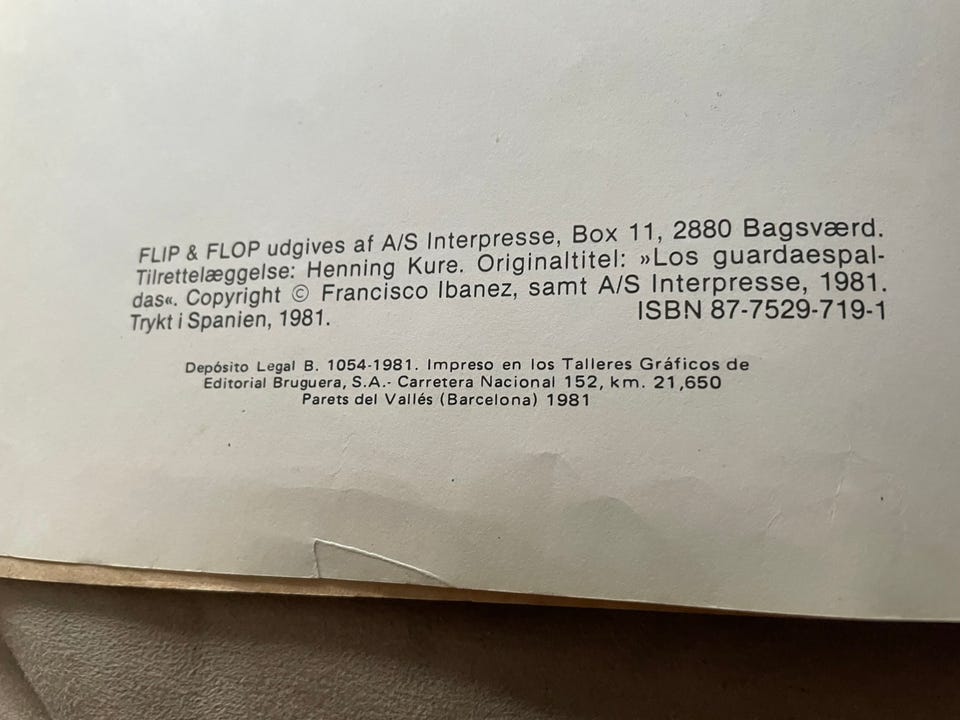 FLIP & FLOP udgives af A/S Interpresse, Box 11, 2880 Bagsværd.
Tilrettelæggelse: Henning Kure. Originaltitel: »Los guardaespal-
das«. Copyright © Francisco Ibanez, samt A/S Interpresse, 1981.
Trykt i Spanien, 1981. ISBN 87-7529-719-1
Depósito Legal B. 1054-1981. Impreso en los Talleres Gráficos de
Editorial Bruguera, S.A.- Carretera Nacional 152, km. 21,650
Parets del Vallés (Barcelona) 1981